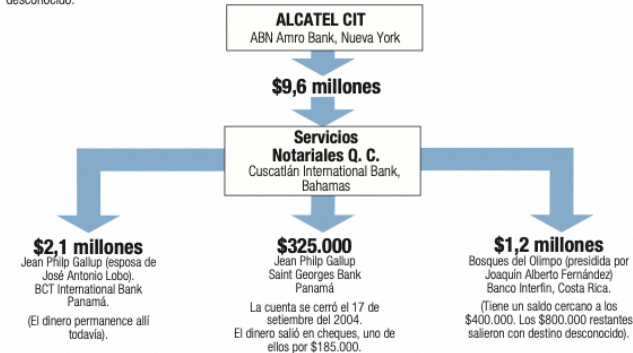 desconocido.
ALCATEL CIT
ABN Amro Bank, Nueva York
$9,6 millones
Servicios
Notariales Q. C.
Cuscatlán International Bank,
Bahamas
$2,1 millones
Jean Philp Gallup (esposa de
José Antonio Lobo).
BCT International Bank
Panamá.
(El dinero permanence allí
todavía).
$325.000
Jean Philp Gallup
Saint Georges Bank
Panamá
La cuenta se cerró el 17 de
setiembre del 2004.
El dinero salió en cheques, uno de
ellos por $185.000.
$1,2 millones
Bosques del Olimpo (presidida por
Joaquín Alberto Fernández)
Banco Interfin, Costa Rica.
(Tiene un saldo cercano a los
$400.000. Los $800.000 restantes
salieron con destino desconocido).